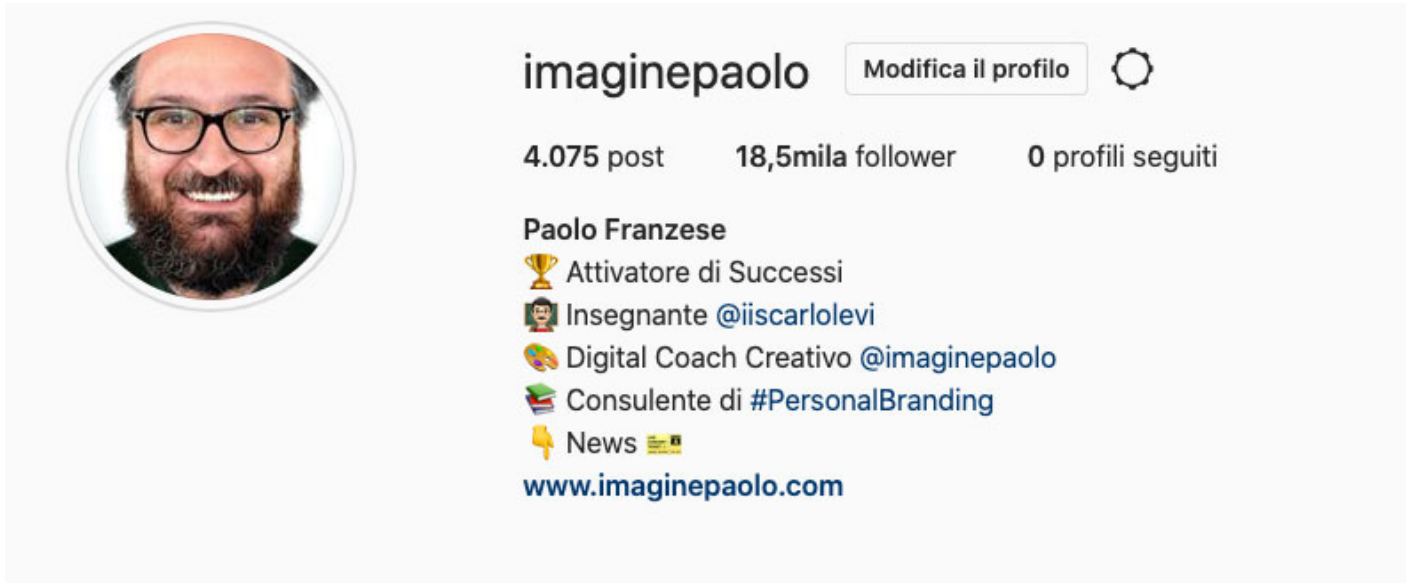 imaginepaolo Modifica il profilo
4.075 post 18,5mila follower 0 profili seguiti
Paolo Franzese
🏆 Attivatore di Successi
👨🏻‍🏫 Insegnante @iiscarlolevi
🎨 Digital Coach Creativo @imaginepaolo
📚 Consulente di #PersonalBranding
👇 News 🎫
www.imaginepaolo.com